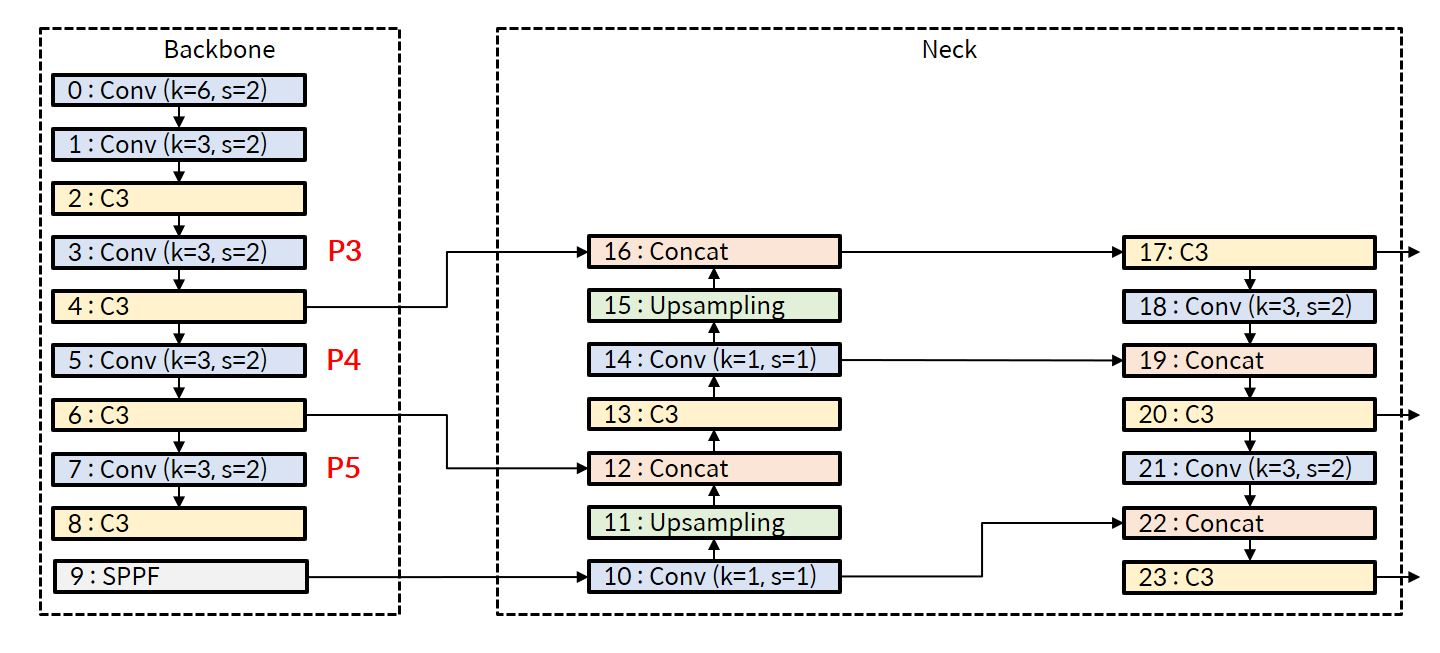 Backbone
0 : Conv (k=6, s=2)
1 : Conv (k=3, s=2)
2 : C3
3 : Conv (k=3, s=2)
P3
4 : C3
5 : Conv (k=3, s=2)
P4
6 : C3
7 : Conv (k=3, s=2)
P5
8 : C3
9 : SPPF
Neck
16 : Concat
15 : Upsampling
14 : Conv (k=1, s=1)
13 : C3
12 : Concat
11 : Upsampling
10 : Conv (k=1, s=1)
17: C3
18 : Conv (k=3, s=2)
19 : Concat
20 : C3
21 : Conv (k=3, s=2)
22 : Concat
23 : C3